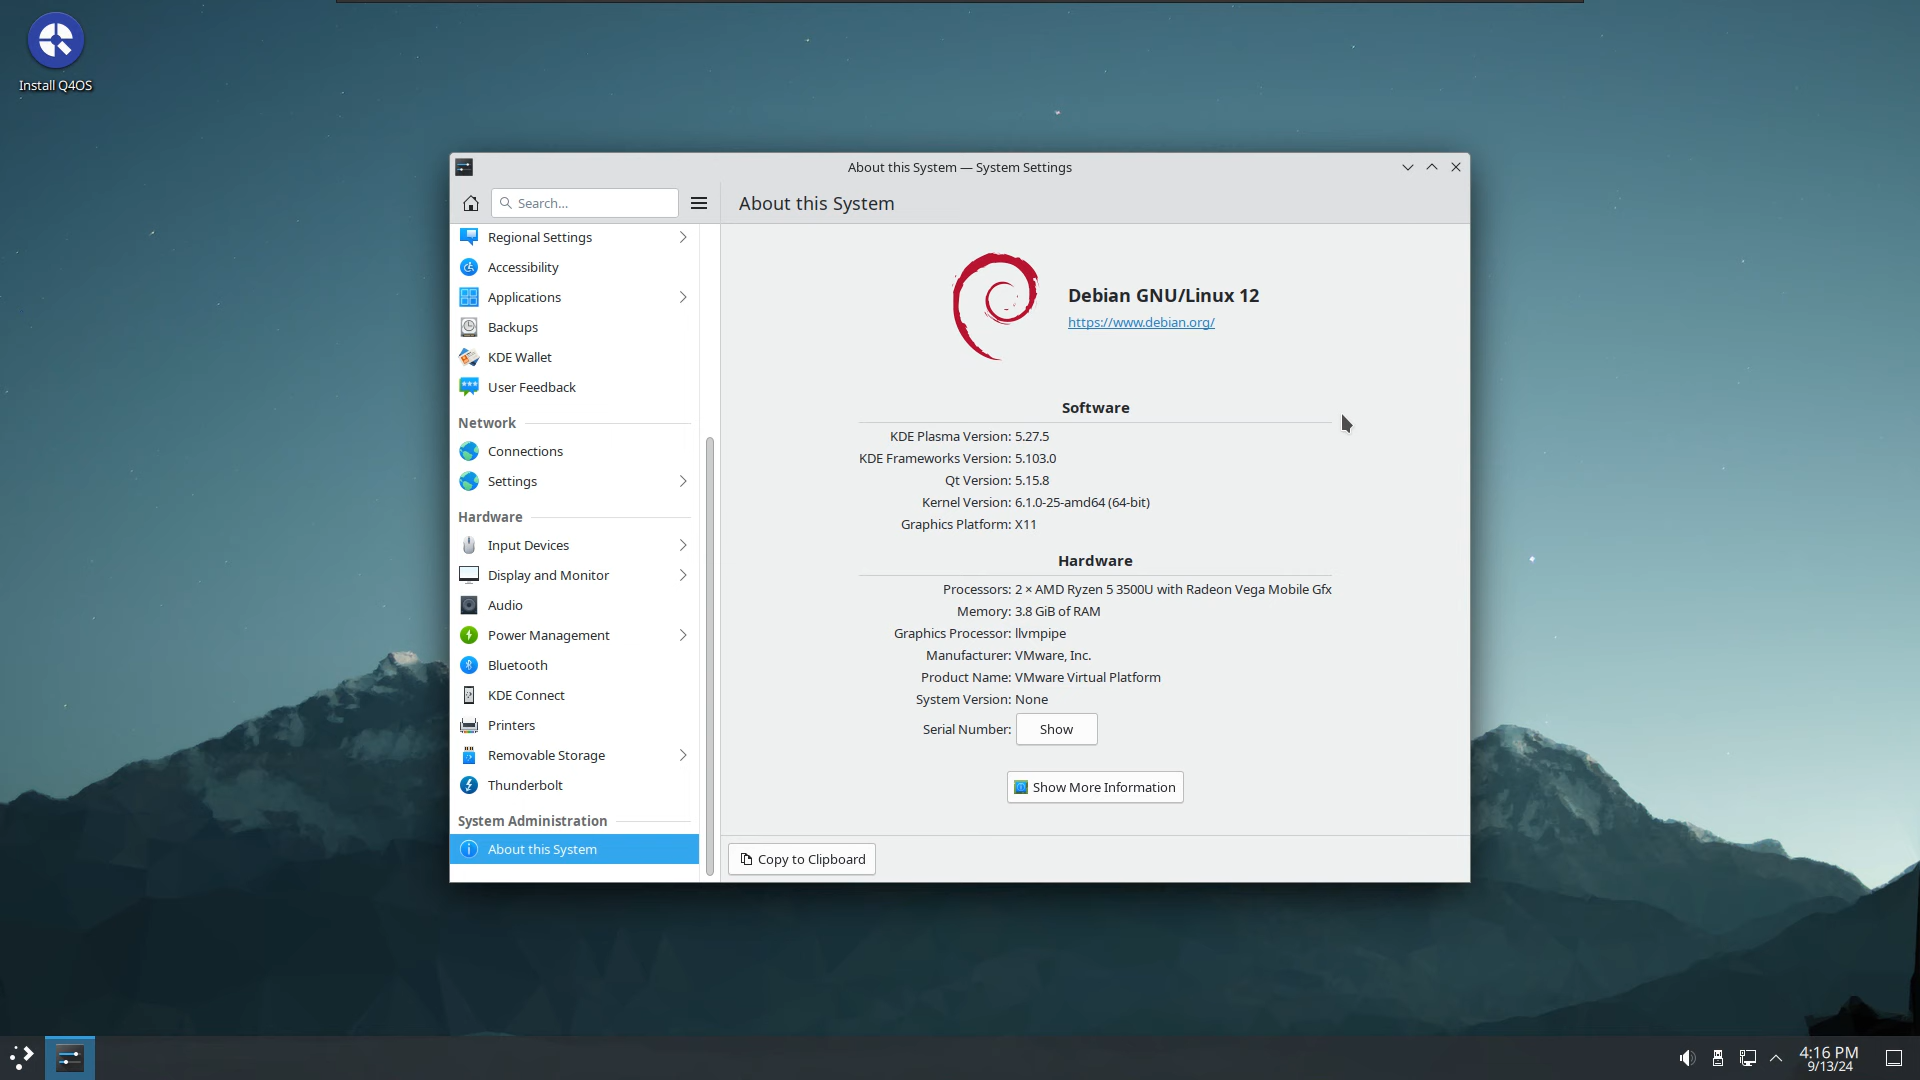 Install Q4OS
About this System — System Settings
Search...
About this System
Regional Settings
Accessibility
Applications
Backups
KDE Wallet
User Feedback
Network
Connections
Settings
Hardware
Input Devices
Display and Monitor
Audio
Power Management
Bluetooth
KDE Connect
Printers
Removable Storage
Thunderbolt
System Administration
About this System
Debian GNU/Linux 12
https://www.debian.org/
Software
KDE Plasma Version: 5.27.5
KDE Frameworks Version: 5.103.0
Qt Version: 5.15.8
Kernel Version: 6.1.0-25-amd64 (64-bit)
Graphics Platform: X11
Hardware
Processors: 2 × AMD Ryzen 5 3500U with Radeon Vega Mobile Gfx
Memory: 3.8 GiB of RAM
Graphics Processor: llvmpipe
Manufacturer: VMware, Inc.
Product Name: VMware Virtual Platform
System Version: None
Serial Number: Show
Show More Information
Copy to Clipboard
4:16 PM
9/13/24